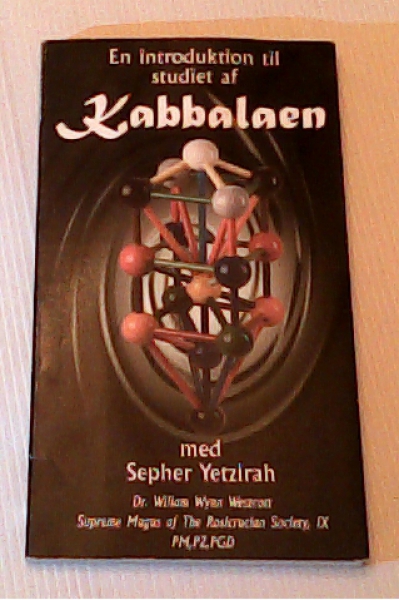 En introduktion til
studiet af
Kabbalaen
med
Sepher Yetzirah
Dr. William Wynn Westcott
Supreme Magus of The Rosicrucian Society, IX
P.M,P.Z,P.G.D